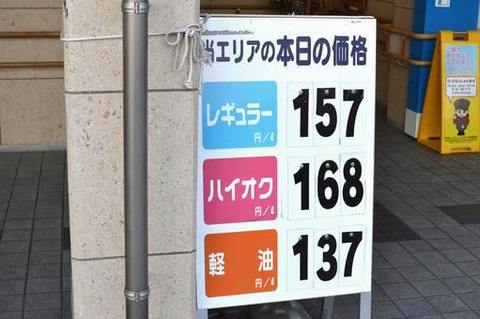 当エリアの本日の価格
レギュラー 157
円/ℓ
ハイオク 168
円/ℓ
軽油 137
円/ℓ